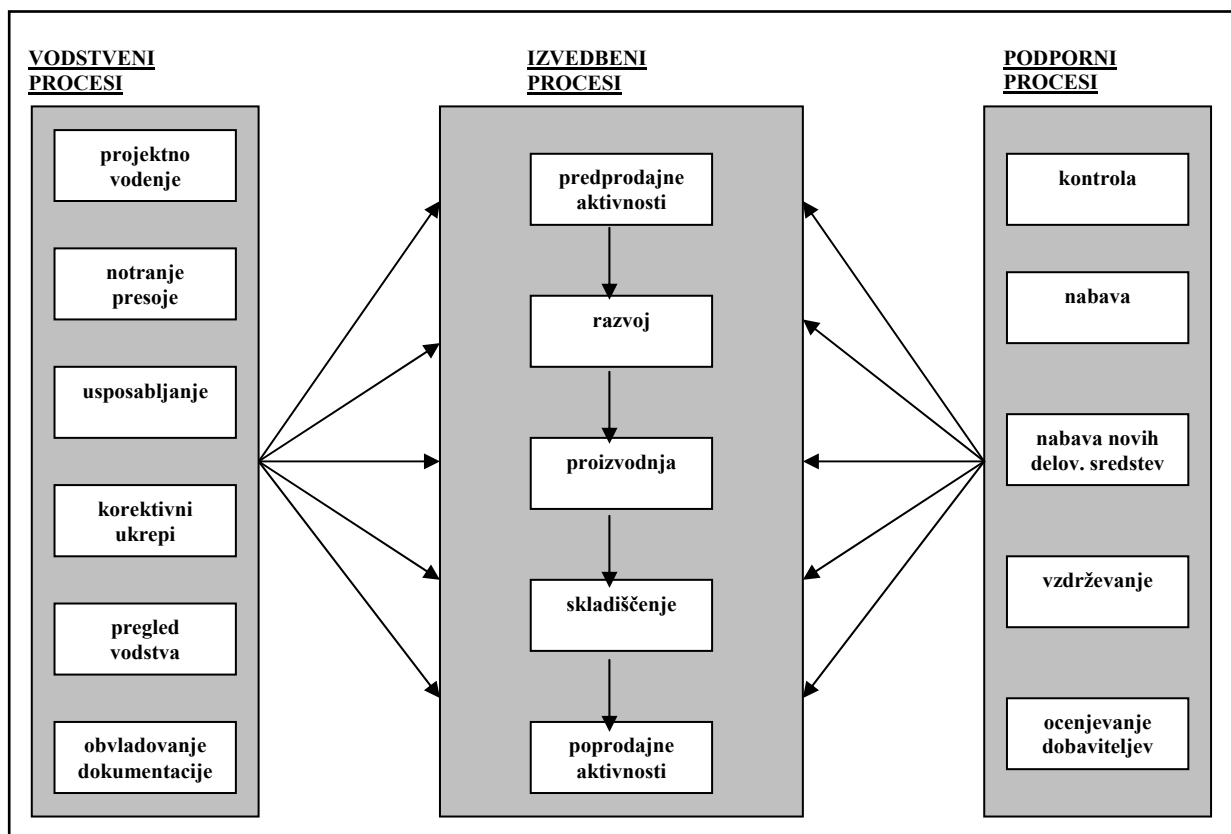 VODSTVENI
PROCESI
projektno
vodenje
notranje
presoje
usposabljanje
korektivni
ukrepi
pregled
vodstva
obvladovanje
dokumentacije
IZVEDBENI
PROCESI
predprodajne
aktivnosti
razvoj
proizvodnja
skladiščenje
poprodajne
aktivnosti
PODPORNI
PROCESI
kontrola
nabava
nabava novih
delov. sredstev
vzdrževanje
ocenjevanje
dobaviteljev